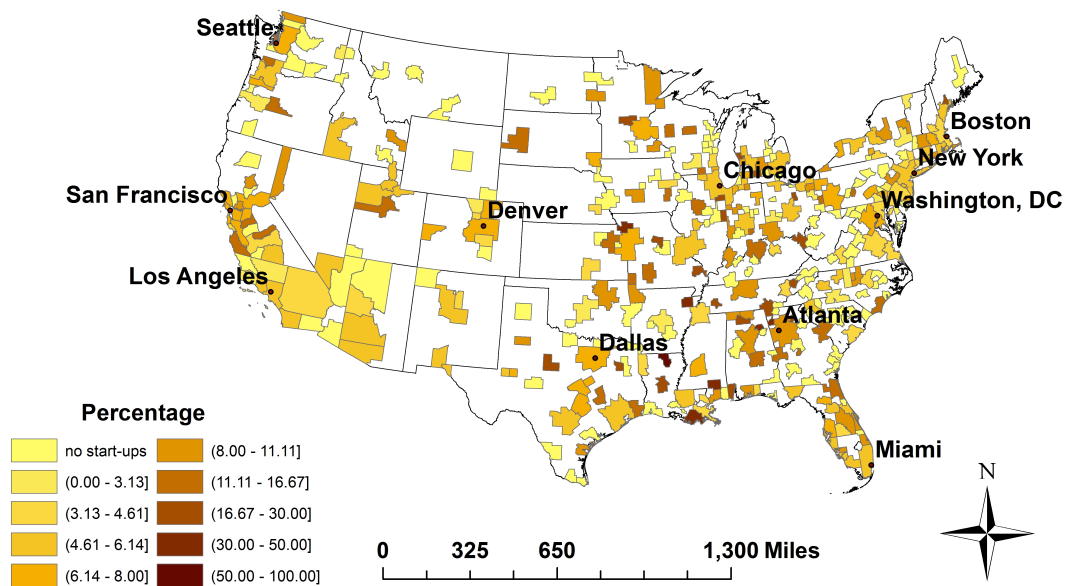 Seattle
Boston
New York
Chicago
San Francisco
Washington, DC
Denver
Los Angeles
Atlanta
Dallas
Miami
Percentage
no start-ups
(8.00 - 11.11]
(0.00 - 3.13]
(11.11 - 16.67]
(3.13 - 4.61]
(16.67 - 30.00]
(4.61 - 6.14]
(30.00 - 50.00]
(6.14 - 8.00]
(50.00 - 100.00]
N
0 325 650 1,300 Miles